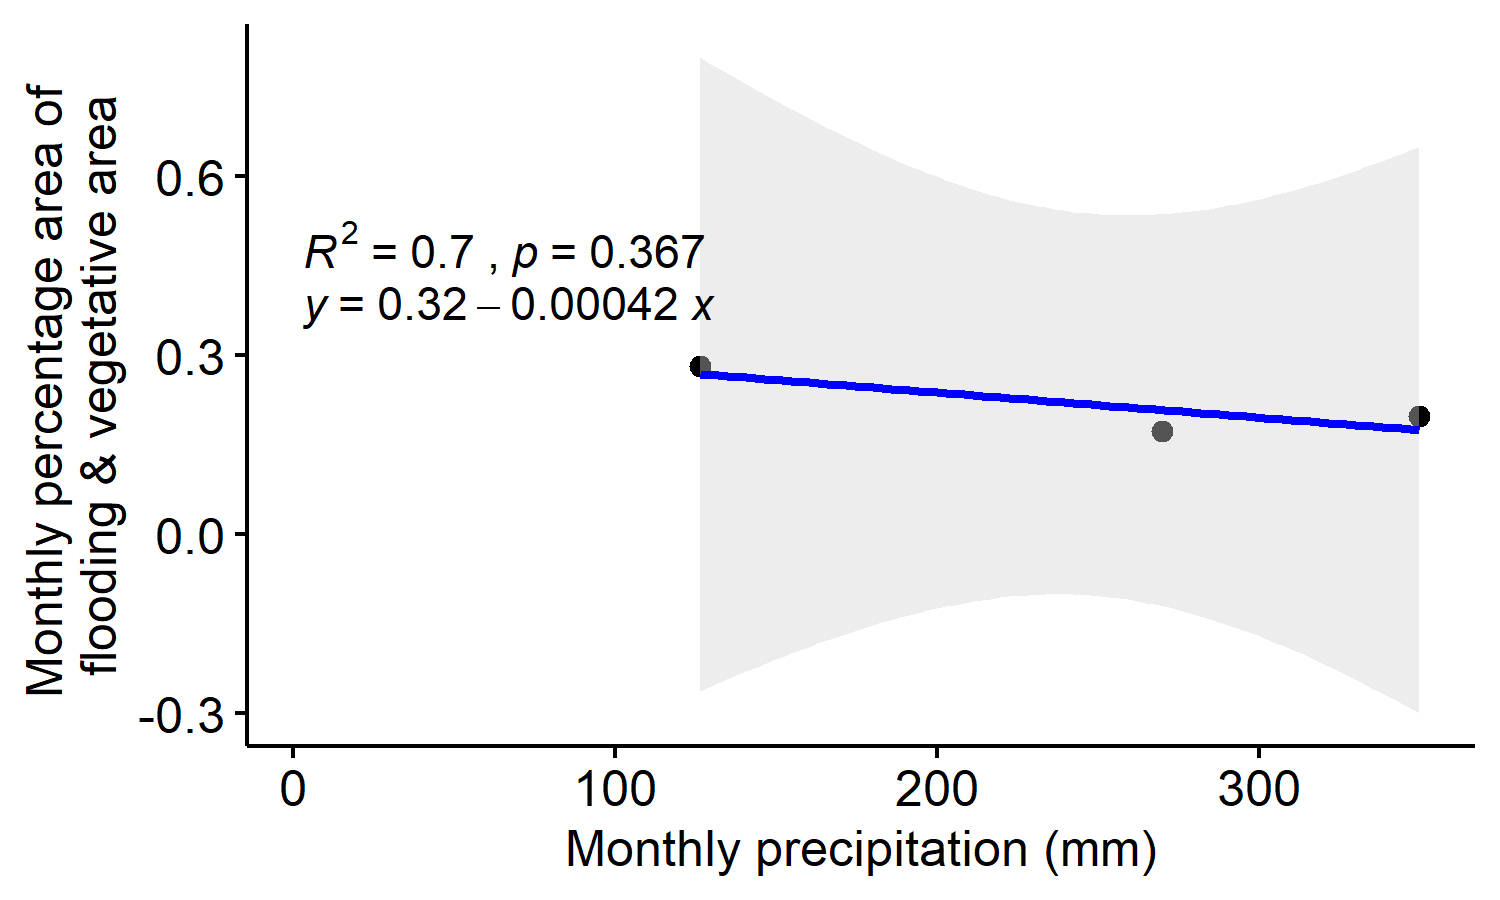 Monthly percentage area of
flooding & vegetative area
0.6
0.3
0.0
-0.3
R² = 0.7 , p = 0.367
y = 0.32 – 0.00042 x
0 100 200 300
Monthly precipitation (mm)